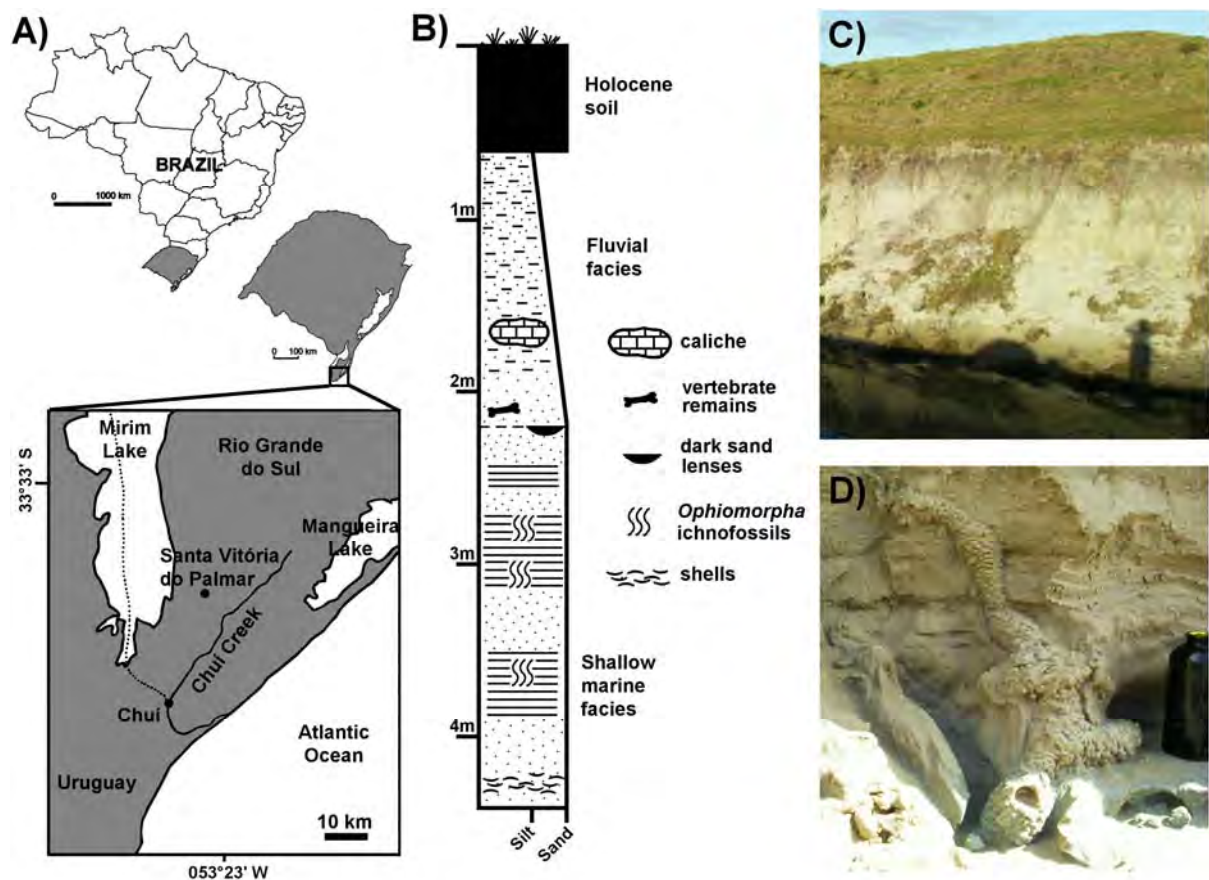 A)
BRAZIL
0 1000 km
0 100 km
Mirim
Lake
Rio Grande
do Sul
33°33' S
Mangueira
Lake
Santa Vitória
do Palmar
Chuí Creek
Chuí
Atlantic
Ocean
Uruguay
10 km
053°23' W
B)
Holocene
soil
1m
Fluvial
facies
caliche
2m
vertebrate
remains
dark sand
lenses
Ophiomorpha
ichnofossils
3m
shells
Shallow
marine
facies
4m
Silt
Sand
C)
D)